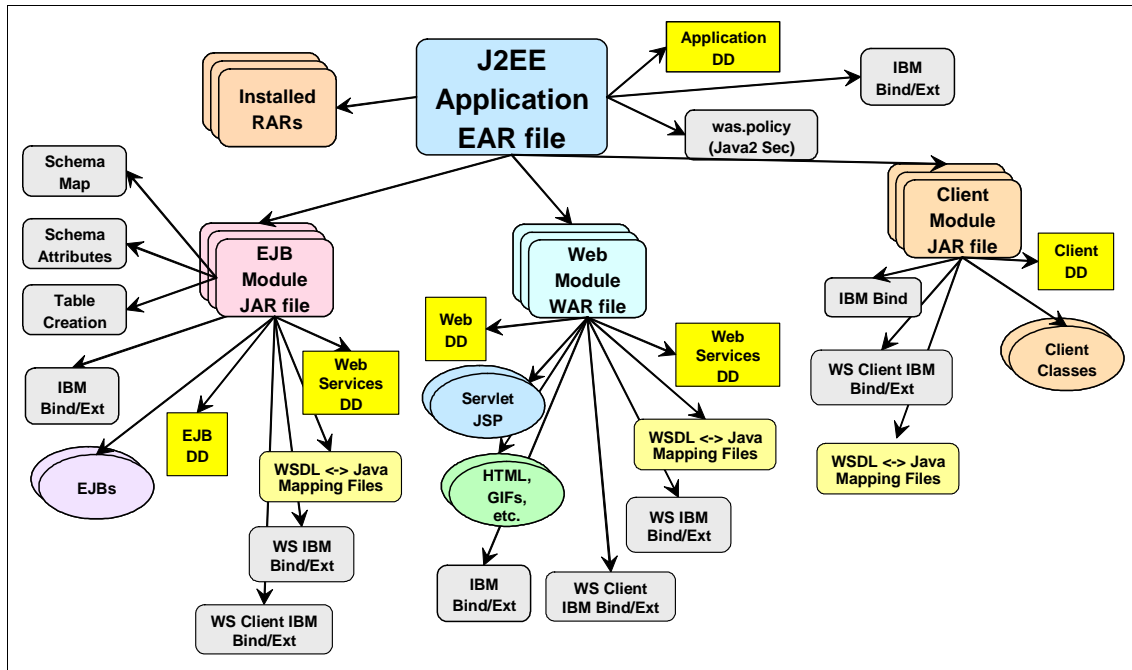 J2EE
Application
EAR file
Application
DD
IBM
Bind/Ext
Installed
RARs
was.policy
(Java2 Sec)
Schema
Map
Schema
Attributes
Table
Creation
EJB
Module
JAR file
Web
Module
WAR file
Client
Module
JAR file
Client
DD
IBM Bind
WS Client IBM
Bind/Ext
Client
Classes
WSDL <-> Java
Mapping Files
IBM
Bind/Ext
EJBs
EJB
DD
Web
Services
DD
WSDL <-> Java
Mapping Files
WS IBM
Bind/Ext
WS Client IBM
Bind/Ext
Web
DD
Servlet
JSP
HTML,
GIFs,
etc.
IBM
Bind/Ext
Web
Services
DD
WSDL <-> Java
Mapping Files
WS IBM
Bind/Ext
WS Client
IBM Bind/Ext